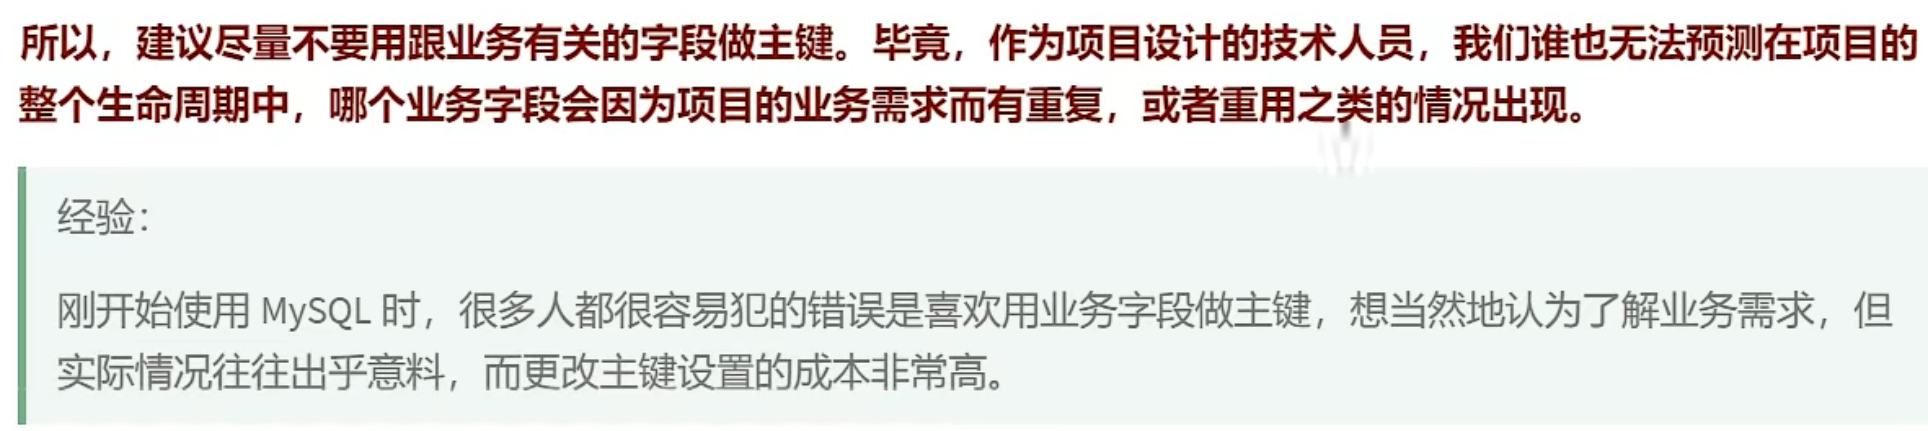 所以，建议尽量不要用跟业务有关的字段做主键。毕竟，作为项目设计的技术人员，我们谁也无法预测在项目的
整个生命周期中，哪个业务字段会因为项目的业务需求而有重复，或者重用之类的情况出现。
经验：
刚开始使用 MySQL 时，很多人都很容易犯的错误是喜欢用业务字段做主键，想当然地认为了解业务需求，但
实际情况往往出乎意料，而更改主键设置的成本非常高。